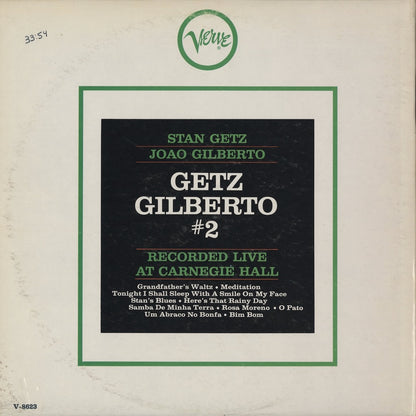 33:54
VERVE
STAN GETZ
JOAO GILBERTO
GETZ
GILBERTO
#2
RECORDED LIVE
AT CARNEGIE HALL
Grandfather's Waltz • Meditation
Tonight I Shall Sleep With A Smile On My Face
Stan's Blues • Here's That Rainy Day
Samba De Minha Terra • Rosa Moreno • O Pato
Um Abraco No Bonfa • Bim Bom
V-8623